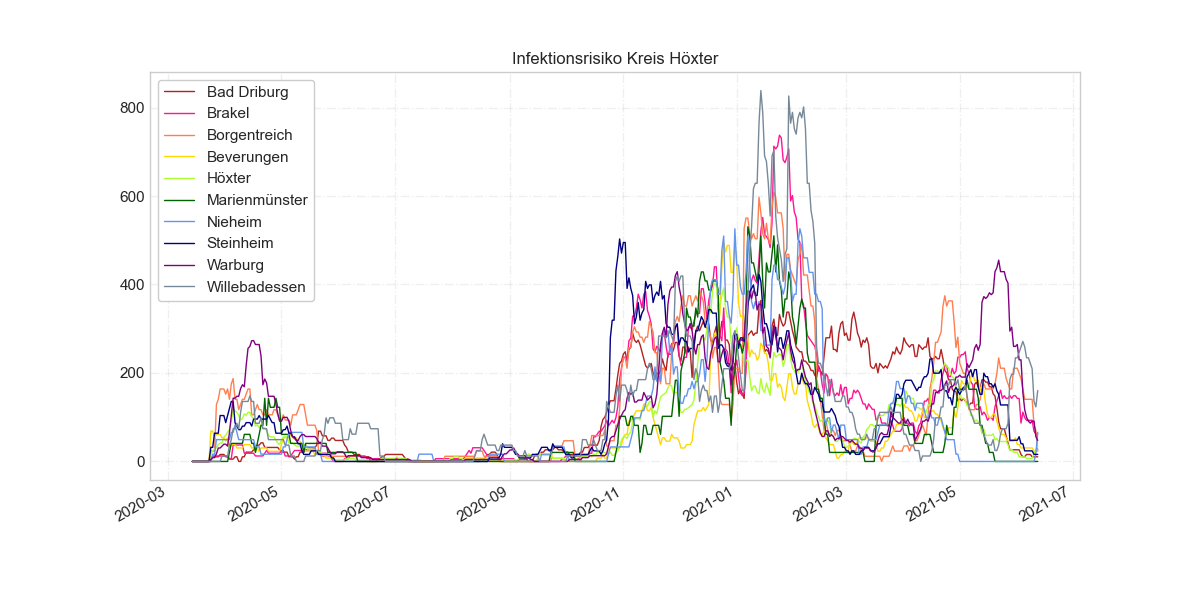 Infektionsrisiko Kreis Höxter
800
600
400
200
0
Bad Driburg
Brakel
Borgentreich
Beverungen
Höxter
Marienmünster
Nieheim
Steinheim
Warburg
Willebadessen
2020-03
2020-05
2020-07
2020-09
2020-11
2021-01
2021-03
2021-05
2021-07